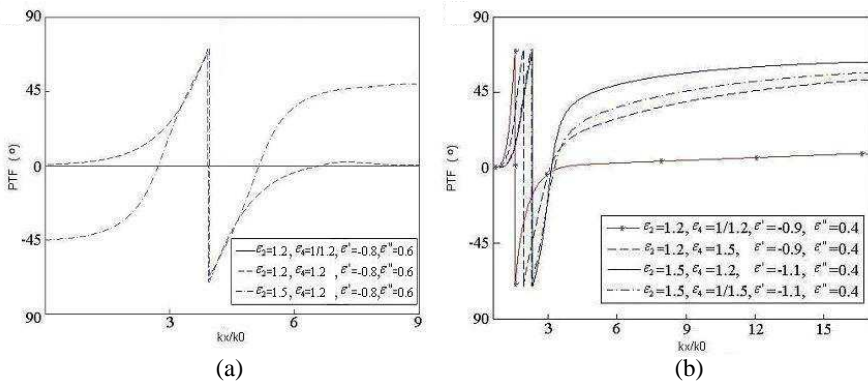 90
45
0
-45
90
PTF (º)
3
6
9
kx/k0
ε2=1.2, ε4=1/1.2, ε'=-0.8, ε"=0.6
ε2=1.2, ε4=1.2 , ε'=-0.8, ε"=0.6
ε2=1.5, ε4=1.2 , ε'=-0.8, ε"=0.6
(a)
90
45
0
-45
90
PTF (º)
3
6
9
12
15
kx/k0
ε2=1.2, ε4=1/1.2, ε'=-0.9, ε"=0.4
ε2=1.2, ε4=1.5, ε'=-0.9, ε"=0.4
ε2=1.5, ε4=1.2, ε'=-1.1, ε"=0.4
ε2=1.5, ε4=1/1.5, ε'=-1.1, ε"=0.4
(b)